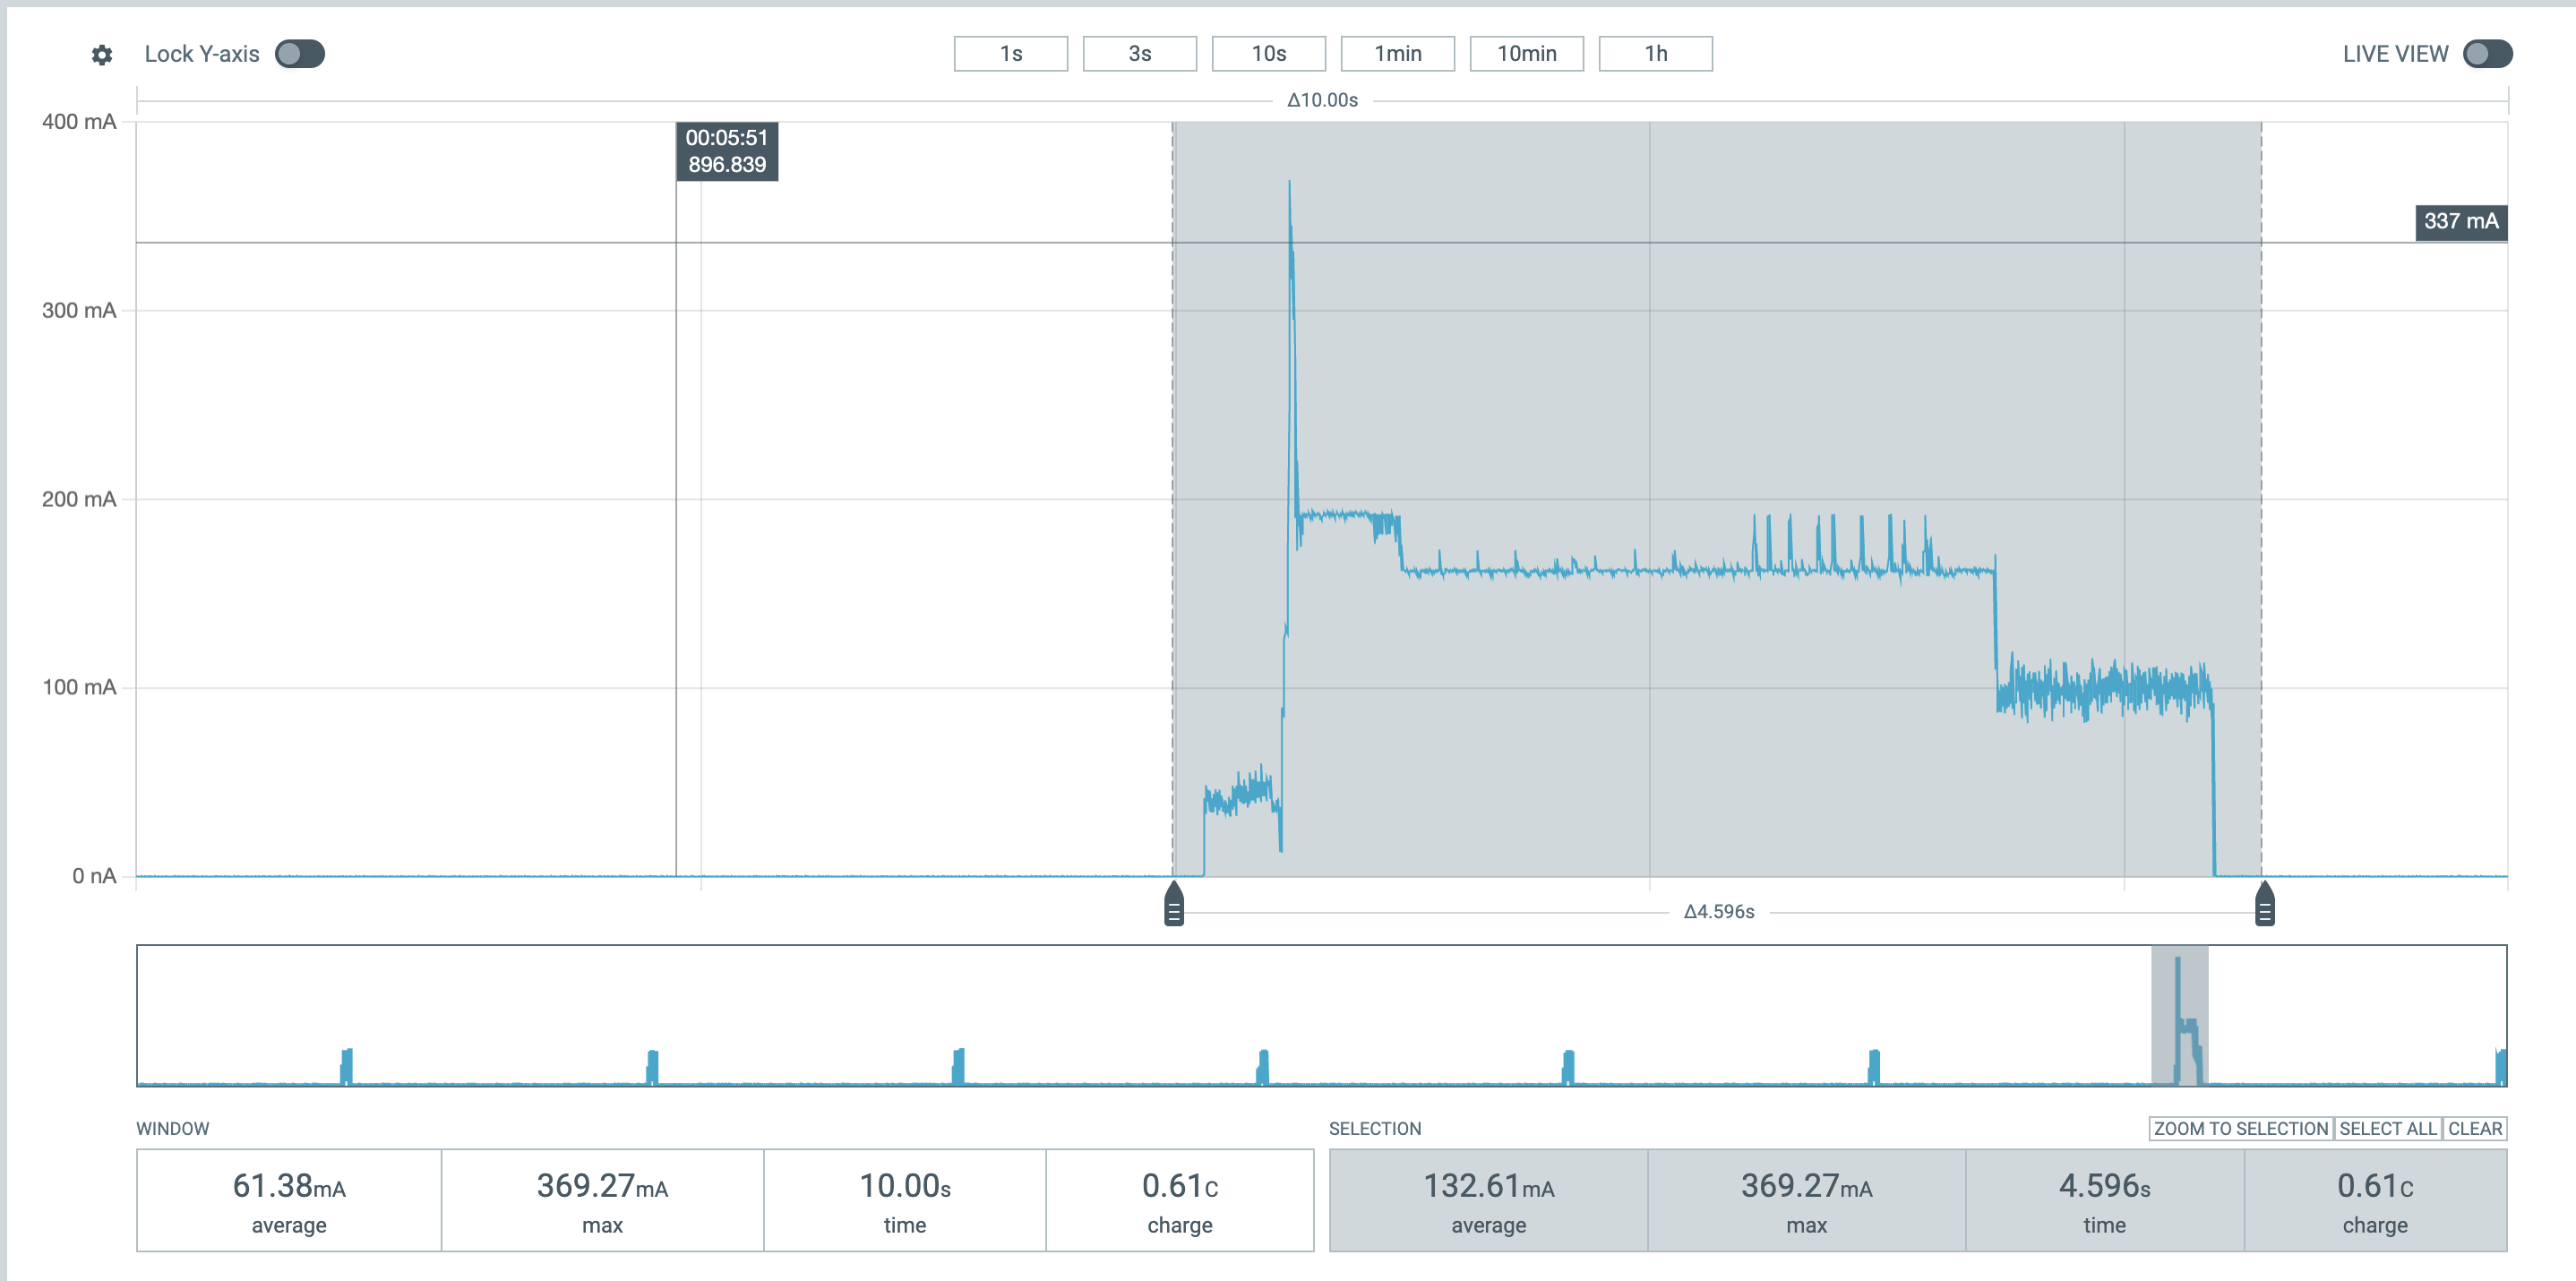 Lock Y-axis
1s 3s 10s 1min 10min 1h
LIVE VIEW
Δ10.00s
400 mA
300 mA
200 mA
100 mA
0 nA
00:05:51
896.839
337 mA
Δ4.596s
WINDOW
61.38mA 369.27mA 10.00s 0.61C
average max time charge
SELECTION
ZOOM TO SELECTION SELECT ALL CLEAR
132.61mA 369.27mA 4.596s 0.61C
average max time charge